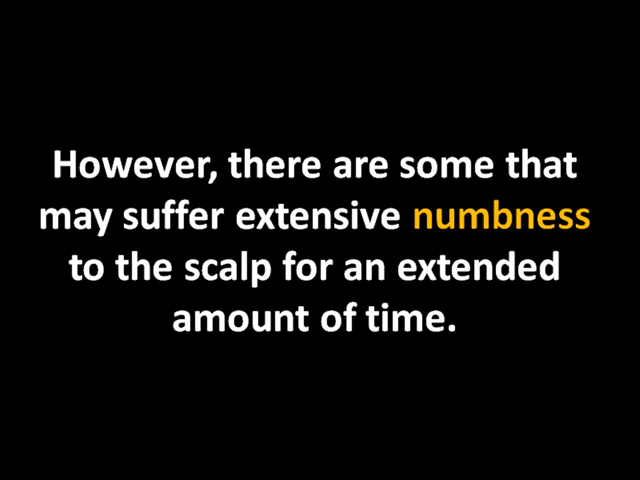 However, there are some that
may suffer extensive numbness
to the scalp for an extended
amount of time.